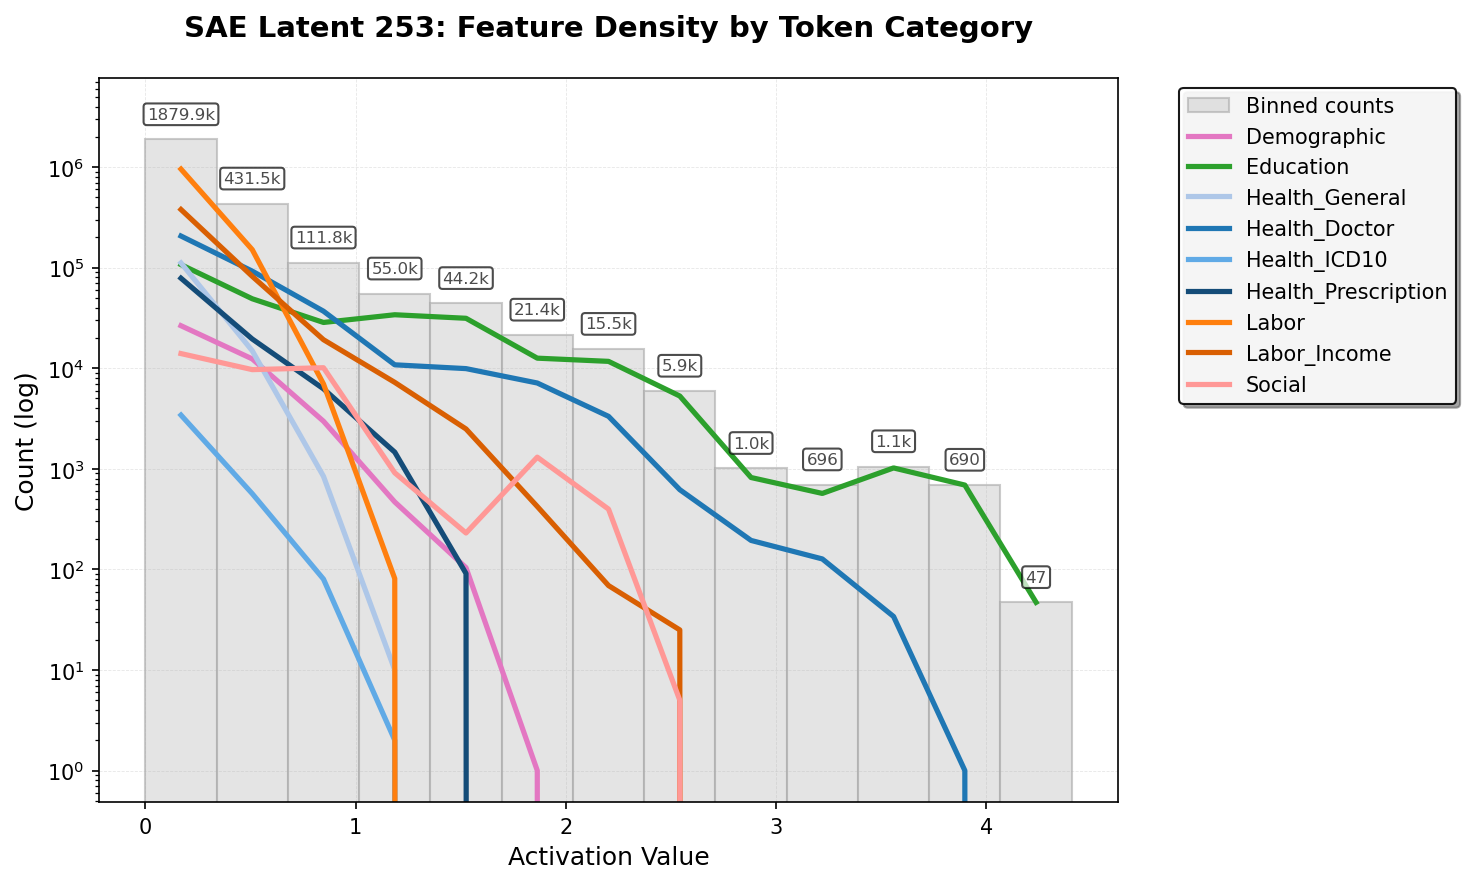 SAE Latent 253: Feature Density by Token Category
1879.9k
431.5k
111.8k
55.0k
44.2k
21.4k
15.5k
5.9k
1.0k
696
1.1k
690
47
Count (log)
10⁶
10⁵
10⁴
10³
10²
10¹
10⁰
0 1 2 3 4
Activation Value
Binned counts
Demographic
Education
Health_General
Health_Doctor
Health_ICD10
Health_Prescription
Labor
Labor_Income
Social